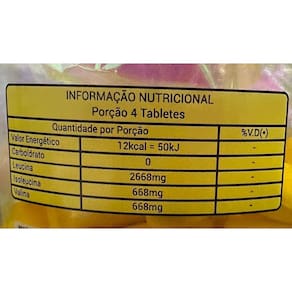 INFORMAÇÃO NUTRICIONAL
Porção 4 Tabletes
Quantidade por Porção %V.D(*)
Valor Energético 12kcal = 50kJ -
Carboidrato 0 -
Leucina 2668mg -
Isoleucina 668mg -
Valina 668mg -